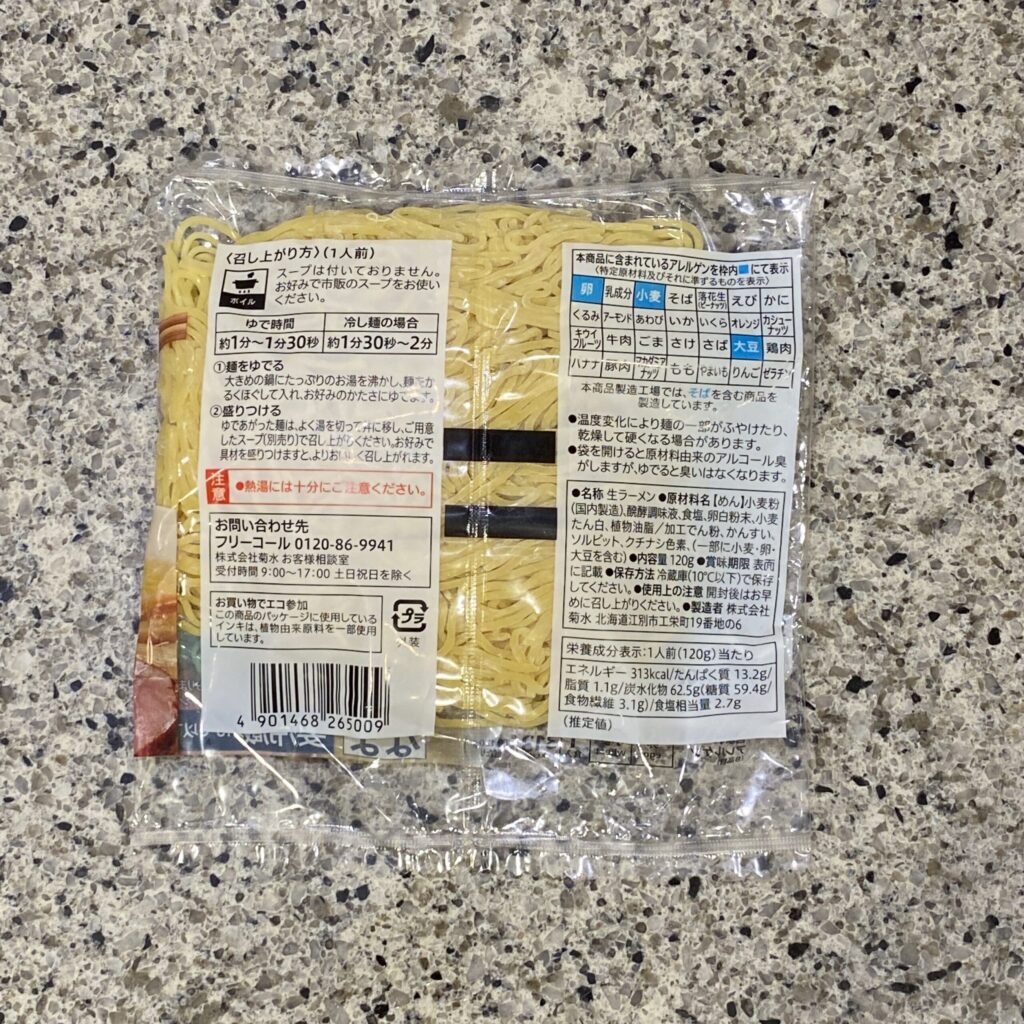 〈召し上がり方〉(1人前)
ボイル
スープは付いておりません。
お好みで市販のスープをお使い
ください。
ゆで時間 冷し麺の場合
約1分〜1分30秒 約1分30秒〜2分
①麺をゆでる
大きめの鍋にたっぷりのお湯を沸かし、麺をか
るくほぐして入れ、お好みのかたさにゆでます。
②盛りつける
ゆであがった麺は、よく湯を切って丼に移し、ご用意
したスープ(別売り)で召し上がりください。お好みで
具材を盛りつけますと、よりおいしく召し上がれます。
注意
●熱湯には十分にご注意ください。
お問い合わせ先
フリーコール 0120-86-9941
株式会社菊水 お客様相談室
受付時間 9:00〜17:00 土日祝日を除く
お買い物でエコ参加
この商品のパッケージに使用している
インキは、植物由来原料を一部使用
しています。
プラ
4 901468 265009
本商品に含まれているアレルゲンを枠内■にて表示
(特定原材料及びそれに準ずるものを表示)
卵 乳成分 小麦 そば 落花生(ピーナッツ) えび かに
くるみ アーモンド あわび いか いくら オレンジ カシューナッツ
キウイフルーツ 牛肉 ごま さけ さば 大豆 鶏肉
バナナ 豚肉 マカダミアナッツ もも やまいも りんご ゼラチン
本商品製造工場では、そばを含む商品を
製造しています。
●温度変化により麺の一部がふやけたり、
乾燥して硬くなる場合があります。
●袋を開けると原材料由来のアルコール臭
がしますが、ゆでると臭いはなくなります。
●名称 生ラーメン ●原材料名【めん】小麦粉
(国内製造)、醗酵調味液、食塩、卵白粉末、小麦
たん白、植物油脂/加工でん粉、かんすい、
ソルビット、クチナシ色素、(一部に小麦・卵・
大豆を含む) ●内容量 120g ●賞味期限 表面
に記載 ●保存方法 冷蔵庫(10℃以下)で保存
してください。●使用上の注意 開封後はお早
めに召し上がりください。●製造者 株式会社
菊水 北海道江別市工栄町19番地の6
栄養成分表示:1人前(120g)当たり
エネルギー 313kcal/たんぱく質 13.2g/
脂質 1.1g/炭水化物 62.5g(糖質 59.4g/
食物繊維 3.1g)/食塩相当量 2.7g
(推定値)